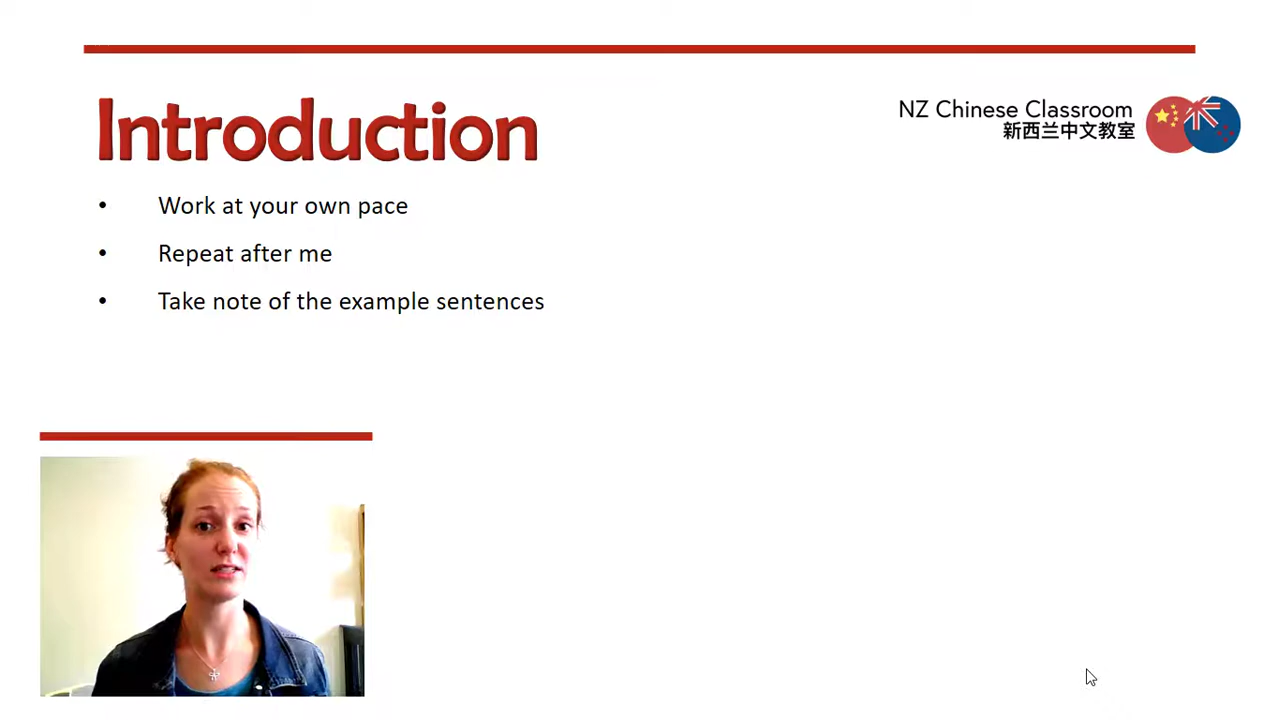 Introduction
NZ Chinese Classroom
新西兰中文教室
• Work at your own pace
• Repeat after me
• Take note of the example sentences